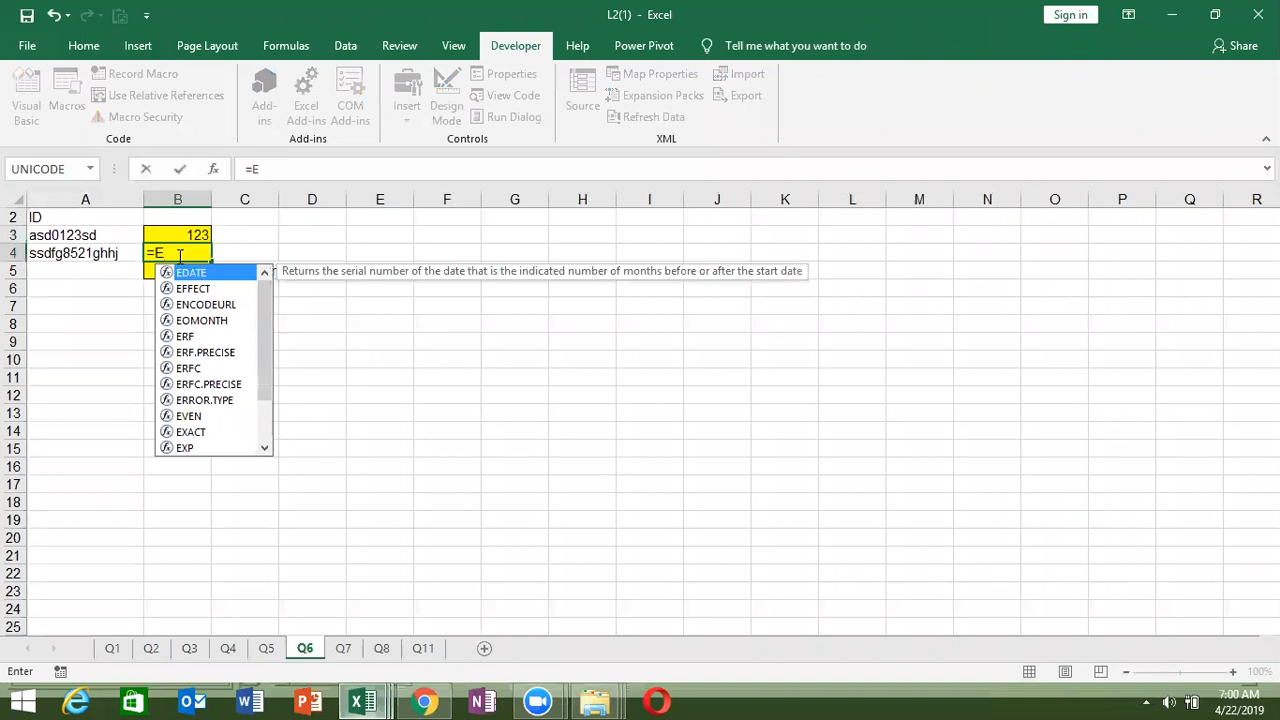 L2(1) - Excel
Sign in
File Home Insert Page Layout Formulas Data Review View Developer Help Power Pivot Tell me what you want to do Share
Visual Basic
Macros
Record Macro
Use Relative References
Macro Security
Code
Add-ins
Excel Add-ins
COM Add-ins
Add-ins
Insert
Design Mode
Properties
View Code
Run Dialog
Controls
Source
Map Properties
Expansion Packs
Refresh Data
Import
Export
XML
UNICODE
=E
A B C D E F G H I J K L M N O P Q R
2 ID
3 asd0123sd 123
4 ssdfg8521ghhj =E
5
EDATE Returns the serial number of the date that is the indicated number of months before or after the start date
6 EFFECT
7 ENCODEURL
8 EOMONTH
9 ERF
10 ERF.PRECISE
11 ERFC
12 ERFC.PRECISE
13 ERROR.TYPE
14 EVEN
15 EXACT
EXP
16
17
18
19
20
21
22
23
24
25
Q1 Q2 Q3 Q4 Q5 Q6 Q7 Q8 Q11
Enter 100%
7:00 AM
4/22/2019